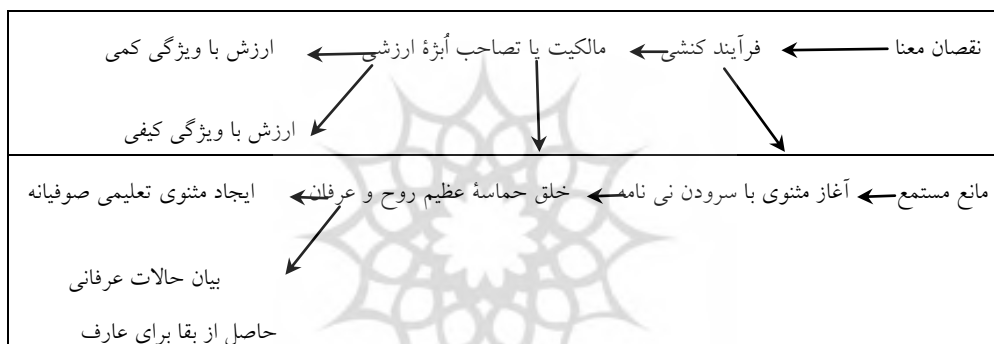 نقصان معنا فرآیند کنشی مالکیت یا تصاحب اُبژهٔ ارزشی ارزش با ویژگی کمی
ارزش با ویژگی کیفی
مانع مستمع آغاز مثنوی با سرودن نی نامه خلق حماسهٔ عظیم روح و عرفان ایجاد مثنوی تعلیمی صوفیانه
بیان حالات عرفانی
حاصل از بقا برای عارف